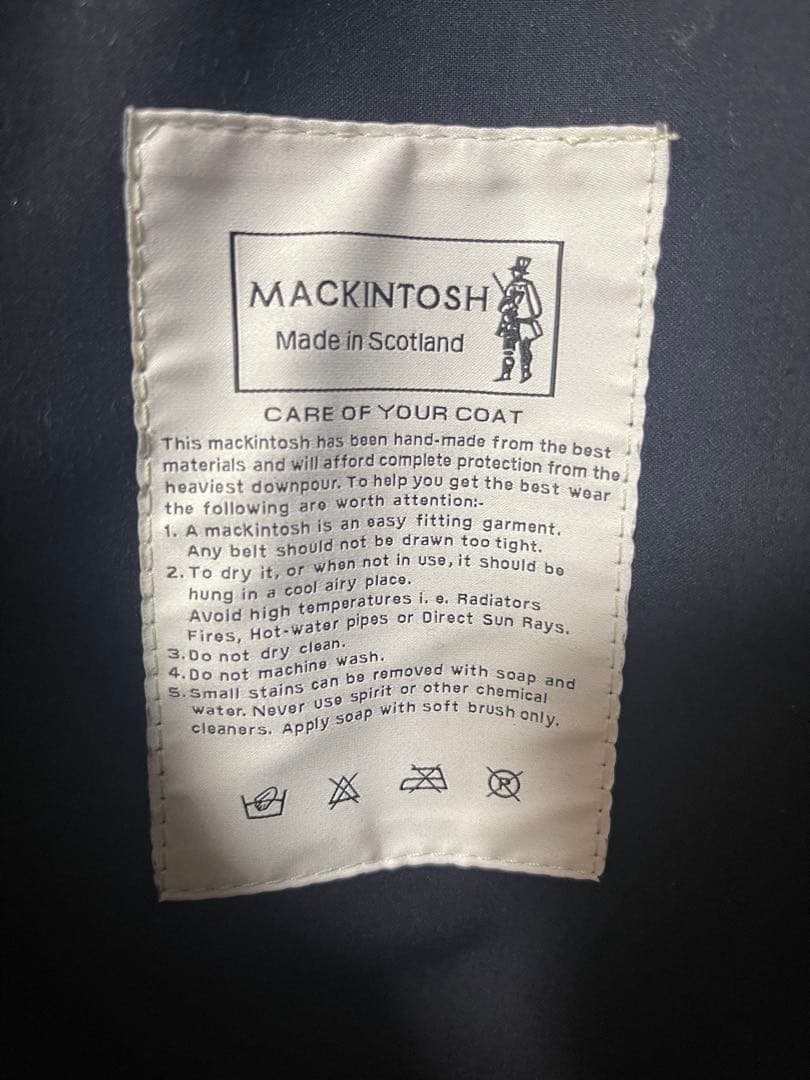 MACKINTOSH
Made in Scotland
CARE OF YOUR COAT
This mackintosh has been hand-made from the best
materials and will afford complete protection from the
heaviest downpour. To help you get the best wear
the following are worth attention:-
1. A mackintosh is an easy fitting garment.
Any belt should not be drawn too tight.
2. To dry it, or when not in use, it should be
hung in a cool airy place.
Avoid high temperatures i. e. Radiators
Fires, Hot-water pipes or Direct Sun Rays.
3. Do not dry clean.
4. Do not machine wash.
5. Small stains can be removed with soap and
water. Never use spirit or other chemical
cleaners. Apply soap with soft brush only.
R